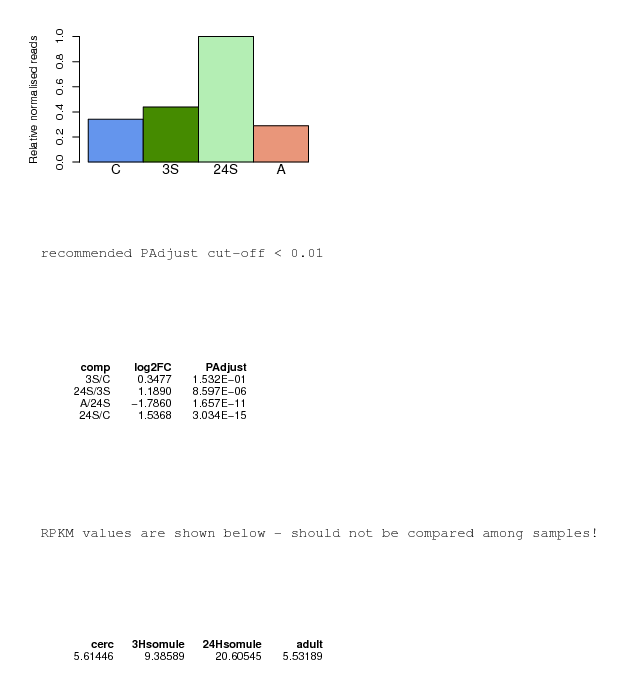 Relative normalised reads
1.0
0.8
0.6
0.4
0.2
0.0
C 3S 24S A
recommended PAdjust cut-off < 0.01
comp log2FC PAdjust
3S/C 0.3477 1.532E−01
24S/3S 1.1890 8.597E−06
A/24S −1.7860 1.657E−11
24S/C 1.5368 3.034E−15
RPKM values are shown below - should not be compared among samples!
cerc 3Hsomule 24Hsomule adult
5.61446 9.38589 20.60545 5.53189